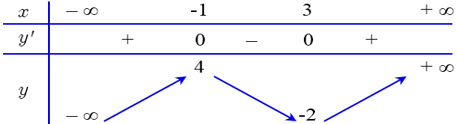 x −∞ -1 3 +∞
y′ + 0 − 0 +
4 +∞
y
−∞ -2